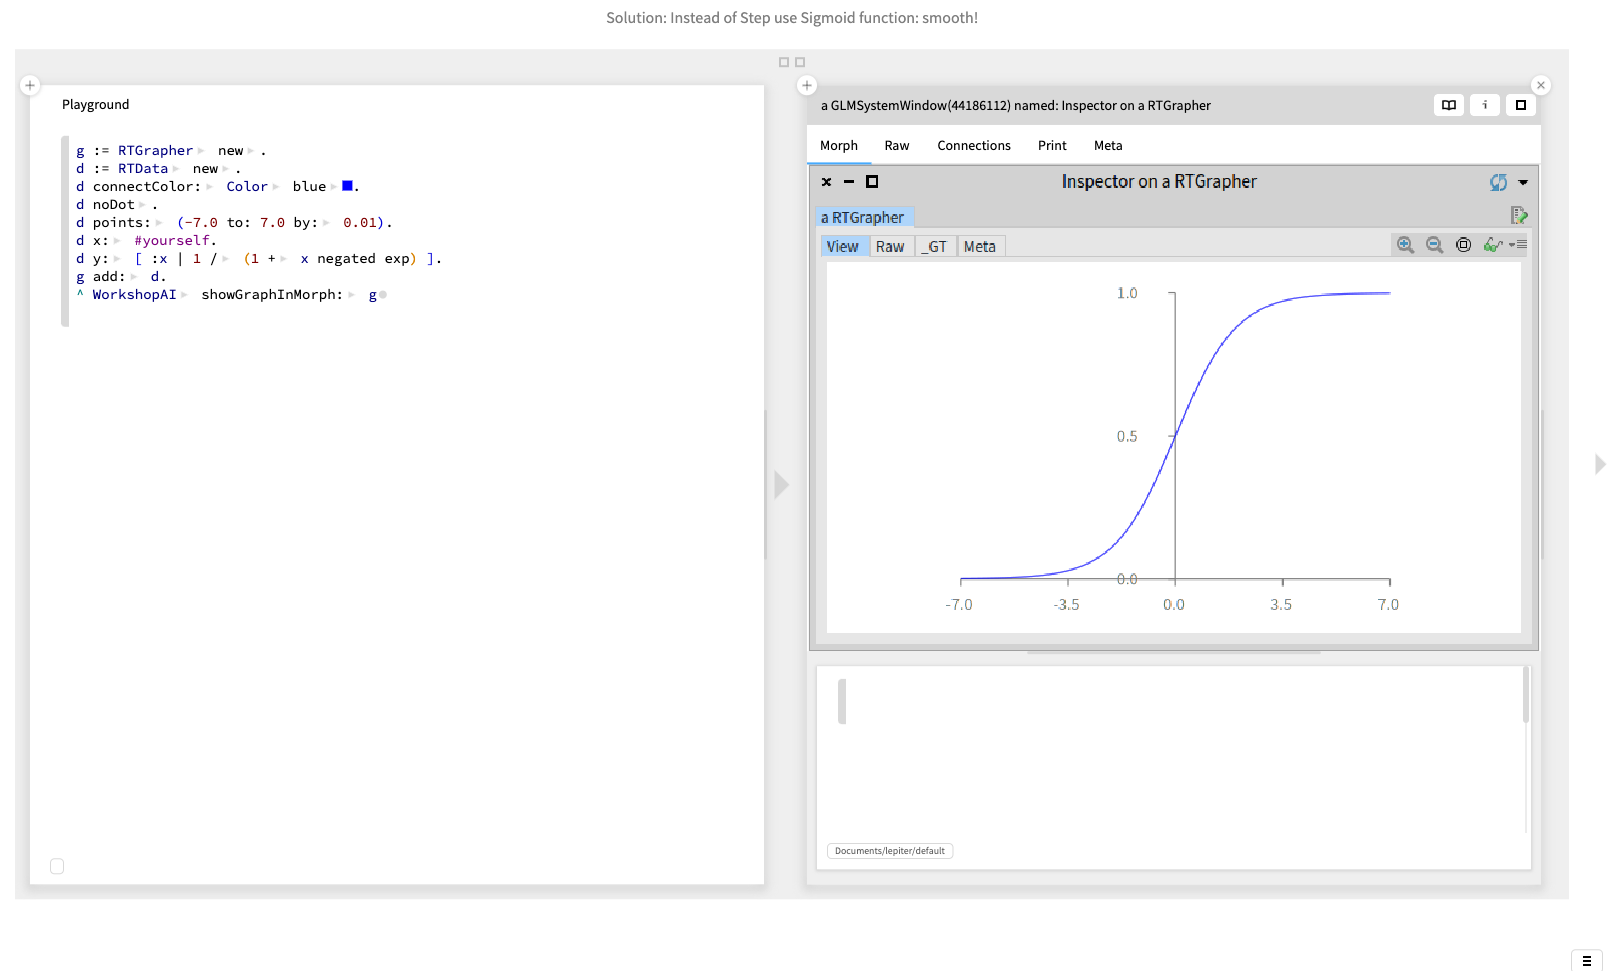 Solution: Instead of Step use Sigmoid function: smooth!
Playground
g := RTGrapher new .
d := RTData new .
d connectColor: Color blue .
d noDot .
d points: (-7.0 to: 7.0 by: 0.01).
d x: #yourself.
d y: [ :x | 1 / (1 + x negated exp) ].
g add: d.
^ WorkshopAI showGraphInMorph: g
a GLMSystemWindow(44186112) named: Inspector on a RTGrapher
i
Morph Raw Connections Print Meta
Inspector on a RTGrapher
a RTGrapher
View Raw _GT Meta
1.0
0.5
0.0
-7.0 -3.5 0.0 3.5 7.0
Documents/lepiter/default